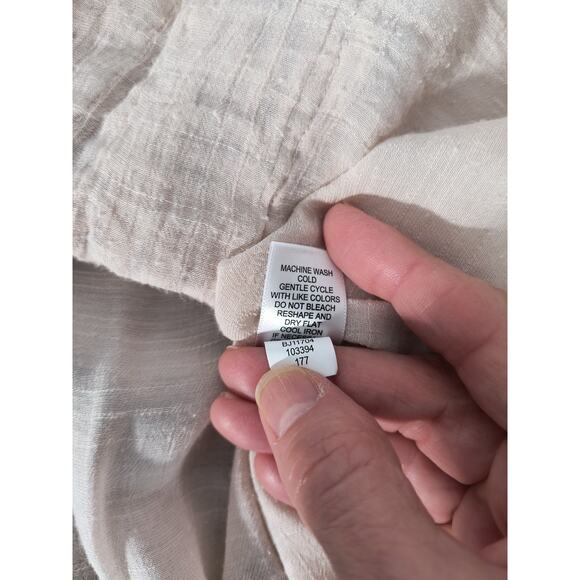 MACHINE WASH
COLD
GENTLE CYCLE
WITH LIKE COLORS
DO NOT BLEACH
RESHAPE AND
DRY FLAT
COOL IRON
IF
BJ11704
103394
177